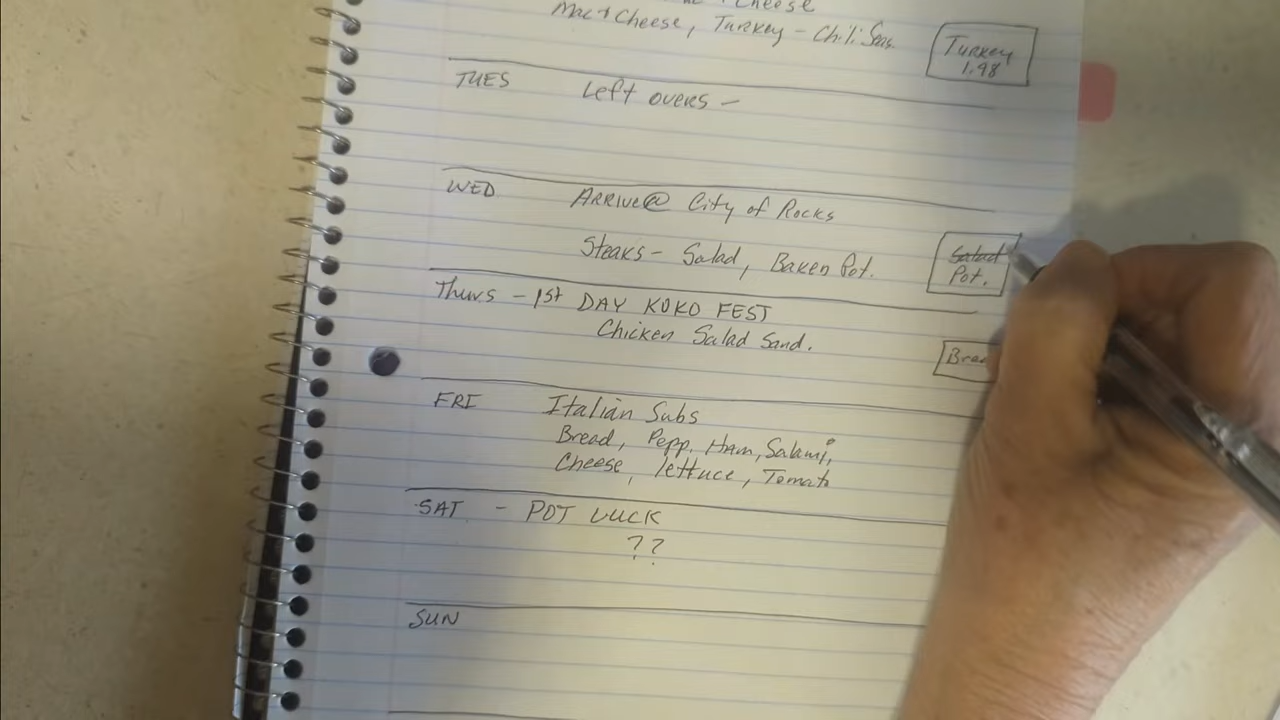 Cheese
Mac + Cheese, Turkey - Chili Seas.
Turkey
1.98
TUES Left overs -
WED ARRIVE@ City of Rocks
Steaks - Salad, Baken Pot.
Salad
Pot.
Thurs - 1st DAY KOKO FEST
Chicken Salad Sand.
FRI Italian Subs
Bread, Pepp, Ham, Salami,
Cheese, lettuce, Tomato
SAT - POT LUCK
??
SUN